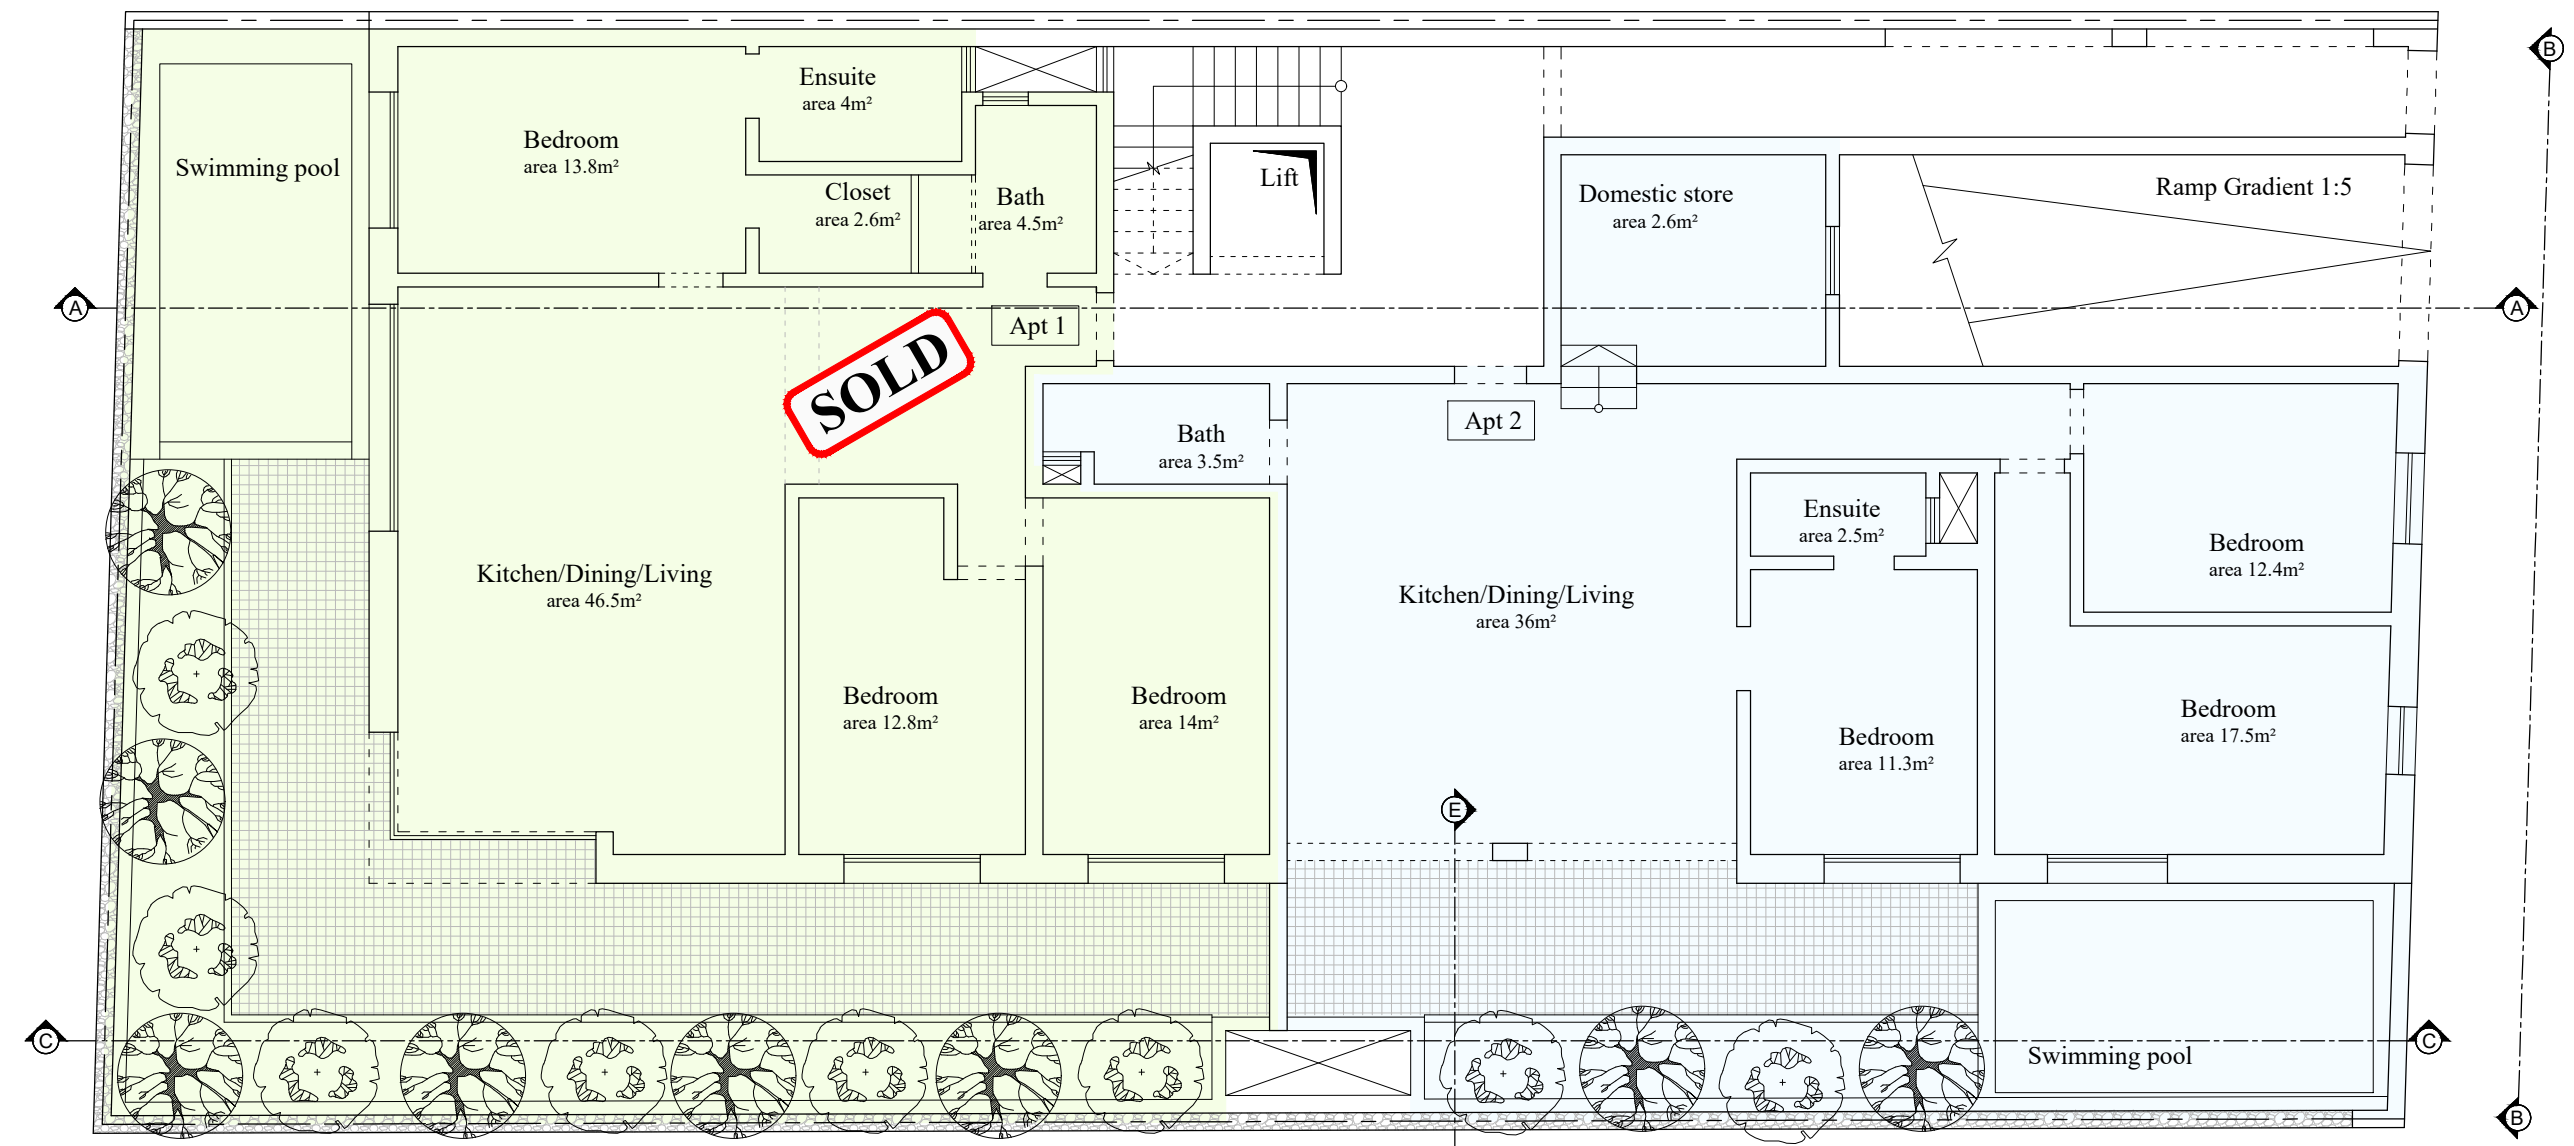 B
Ensuite
area 4m²
Bedroom
area 13.8m²
Swimming pool
Lift
Closet
area 2.6m²
Bath
area 4.5m²
Domestic store
area 2.6m²
Ramp Gradient 1:5
A
A
Apt 1
SOLD
Apt 2
Bath
area 3.5m²
Ensuite
area 2.5m²
Bedroom
area 12.4m²
Kitchen/Dining/Living
area 46.5m²
Kitchen/Dining/Living
area 36m²
Bedroom
area 12.8m²
Bedroom
area 14m²
Bedroom
area 11.3m²
Bedroom
area 17.5m²
E
C
C
Swimming pool
B